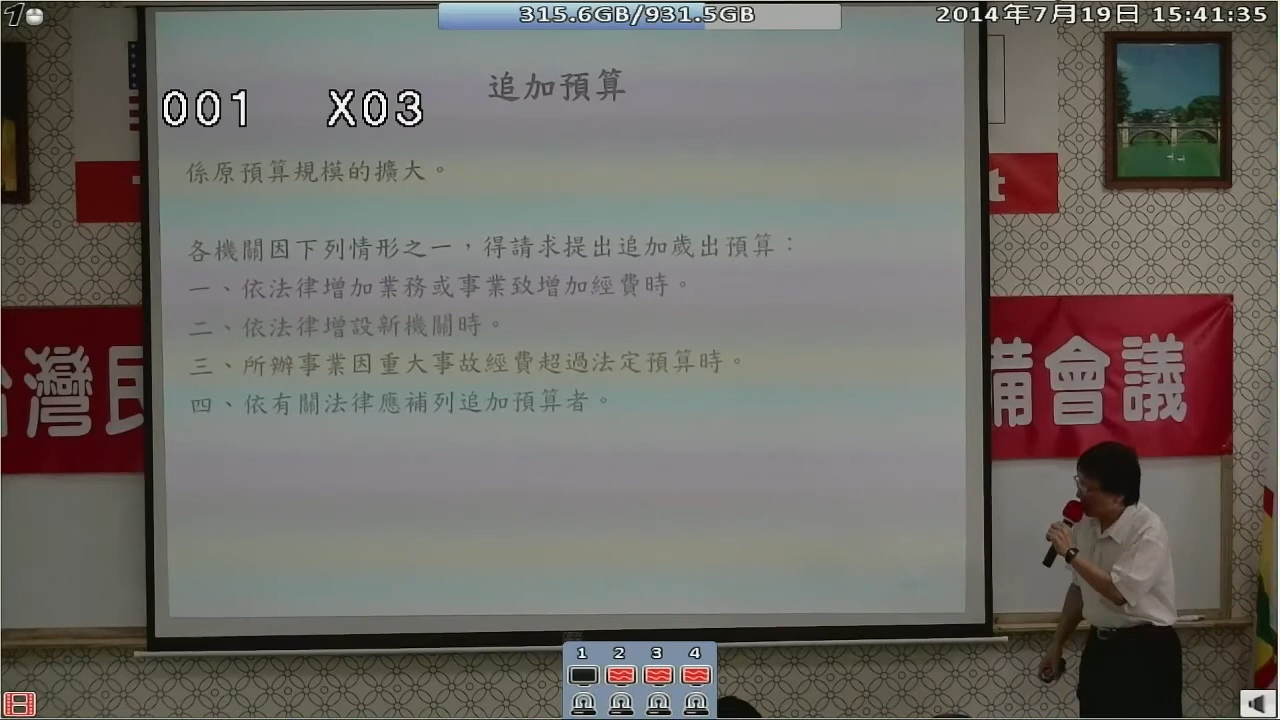 1
315.6GB/931.5GB
2014年7月19日 15:41:35
001 X03
追加預算
係原預算規模的擴大。
各機關因下列情形之一，得請求提出追加歲出預算：
一、依法律增加業務或事業致增加經費時。
二、依法律增設新機關時。
三、所辦事業因重大事故經費超過法定預算時。
四、依有關法律應補列追加預算者。
t
台灣民
備會議
1 2 3 4